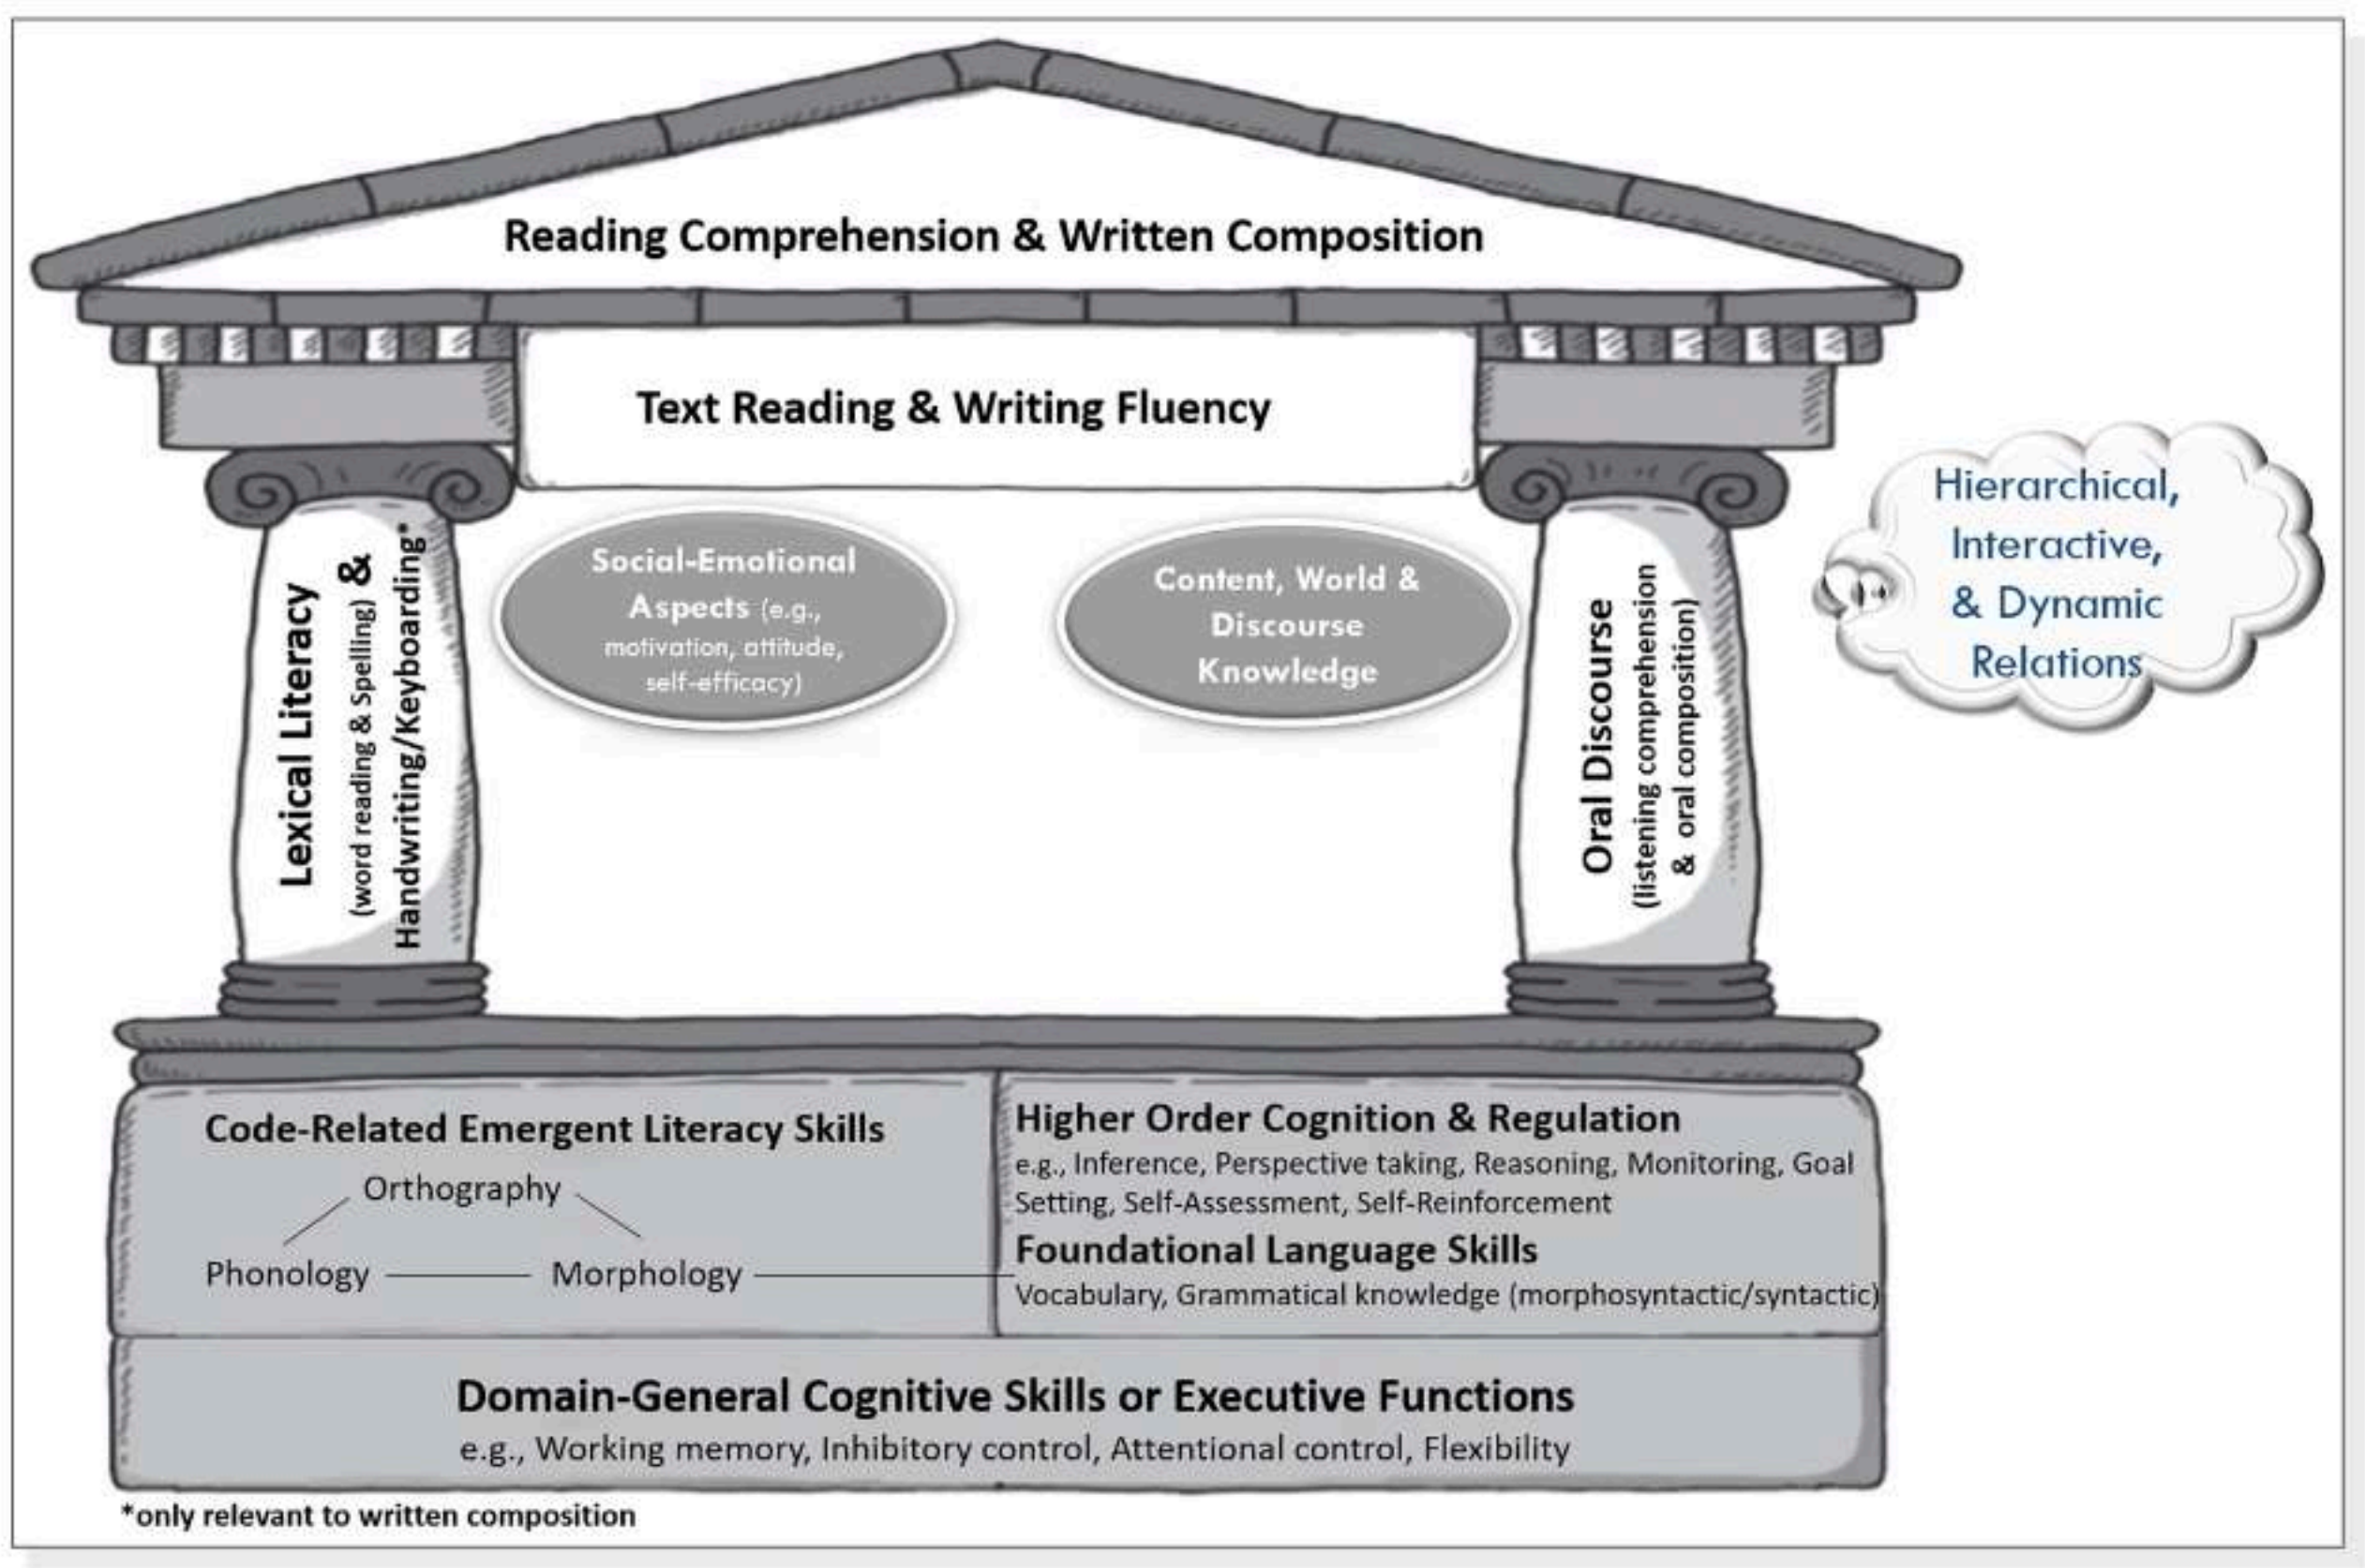 Reading Comprehension & Written Composition
Text Reading & Writing Fluency
Lexical Literacy
(word reading & Spelling) &
Handwriting/Keyboarding*
Social-Emotional
Aspects (e.g.,
motivation, attitude,
self-efficacy)
Content, World &
Discourse
Knowledge
Oral Discourse
(listening comprehension
& oral composition)
Hierarchical,
Interactive,
& Dynamic
Relations
Code-Related Emergent Literacy Skills
Orthography
Phonology
Morphology
Higher Order Cognition & Regulation
e.g., Inference, Perspective taking, Reasoning, Monitoring, Goal
Setting, Self-Assessment, Self-Reinforcement
Foundational Language Skills
Vocabulary, Grammatical knowledge (morphosyntactic/syntactic)
Domain-General Cognitive Skills or Executive Functions
e.g., Working memory, Inhibitory control, Attentional control, Flexibility
*only relevant to written composition